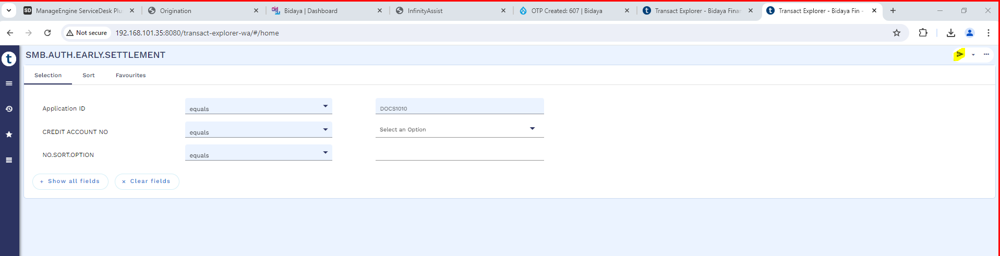 SD ManageEngine ServiceDesk Plu
Origination
Bidaya | Dashboard
InfinityAssist
OTP Created: 607 | Bidaya
Transact Explorer - Bidaya Finan
Transact Explorer - Bidaya Fin -
Not secure
192.168.101.35:8080/transact-explorer-wa/#/home
t
SMB.AUTH.EARLY.SETTLEMENT
Selection
Sort
Favourites
Application ID
equals
DOCS1010
CREDIT ACCOUNT NO
equals
Select an Option
NO.SORT.OPTION
equals
+ Show all fields
× Clear fields